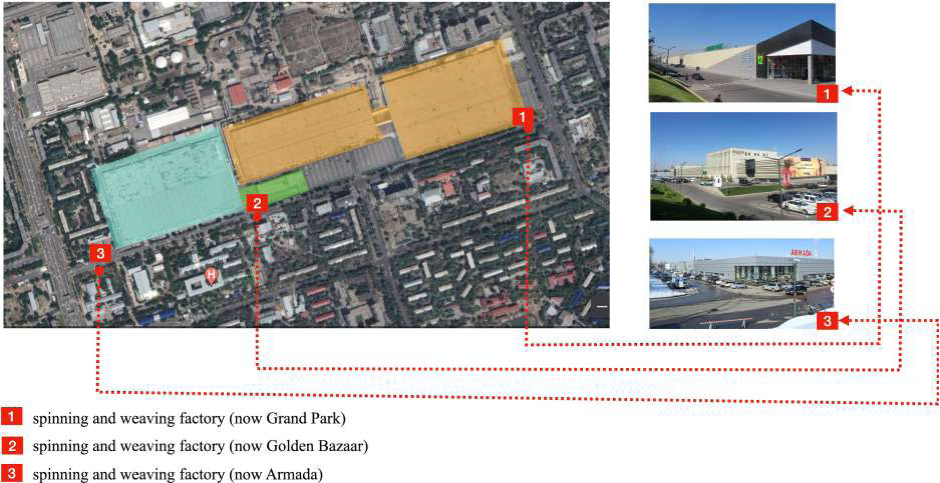 1
2
3
H
1
2
ARMADA
3
1 spinning and weaving factory (now Grand Park)
2 spinning and weaving factory (now Golden Bazaar)
3 spinning and weaving factory (now Armada)